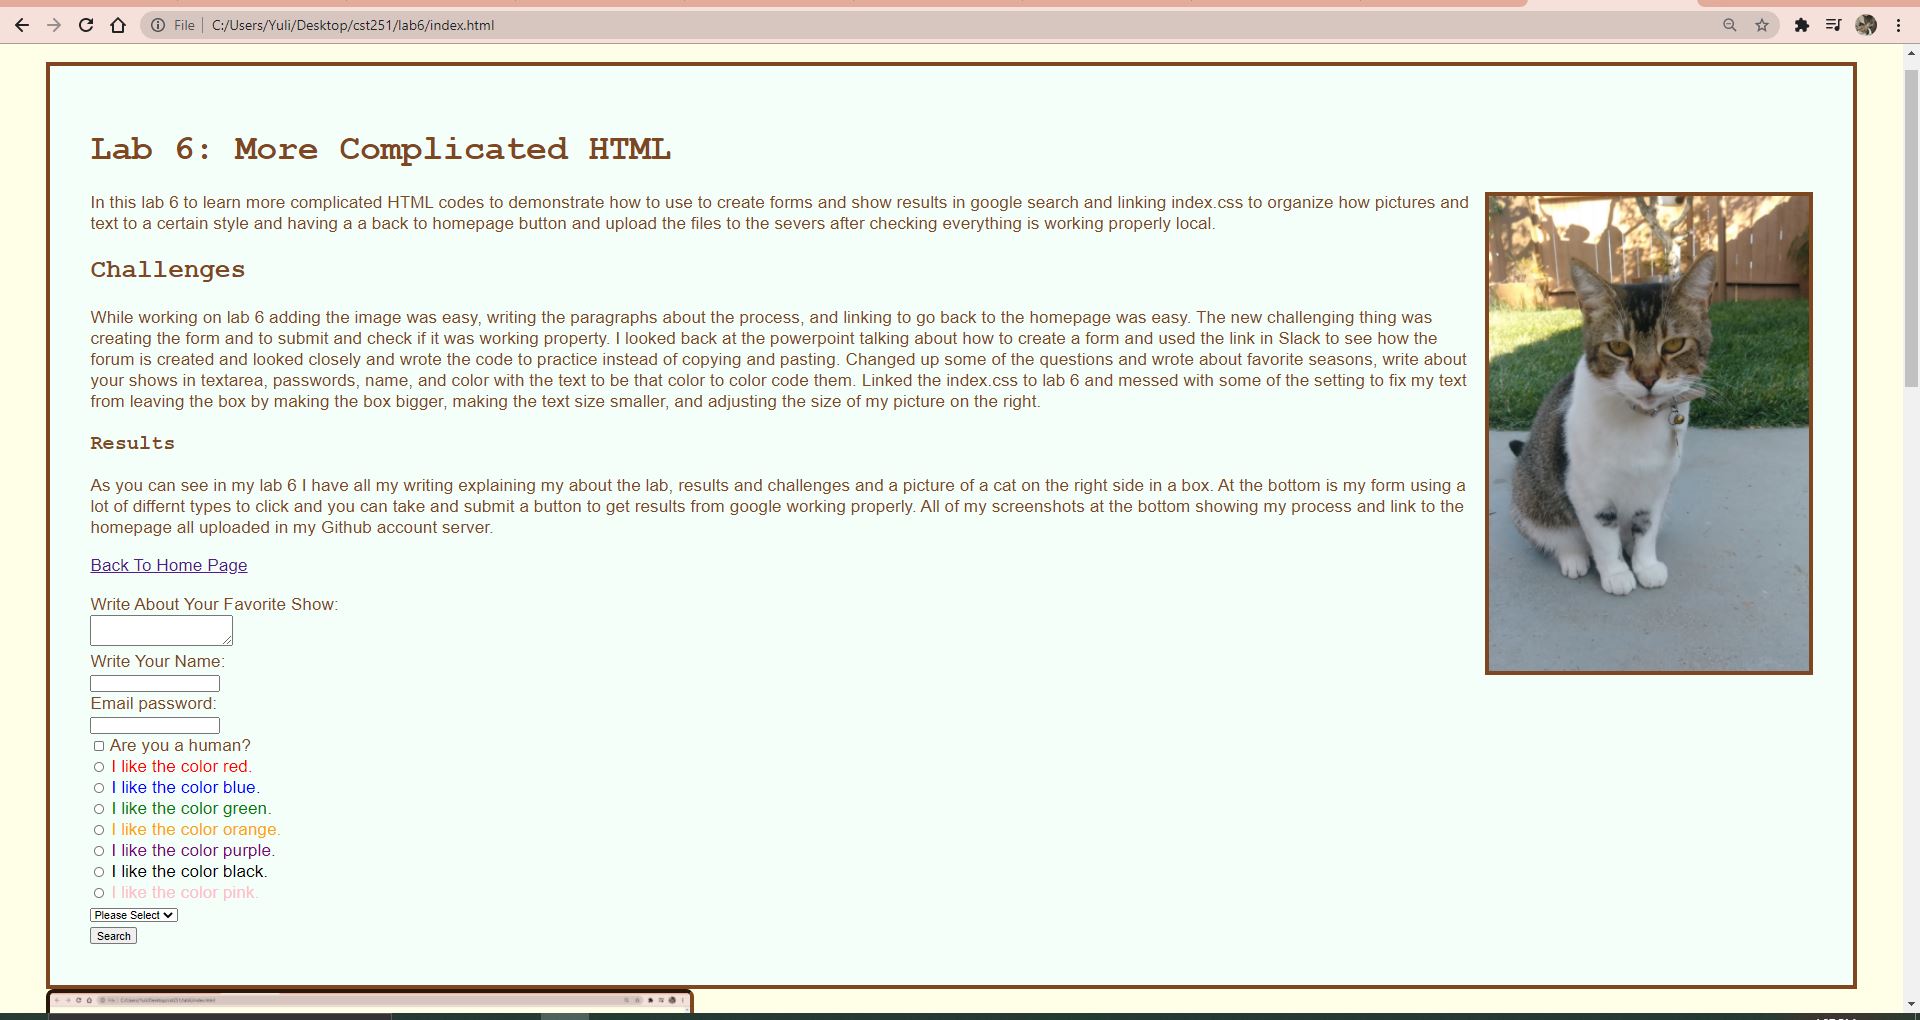 File
C:/Users/Yuli/Desktop/cst251/lab6/index.html
Lab 6: More Complicated HTML
In this lab 6 to learn more complicated HTML codes to demonstrate how to use to create forms and show results in google search and linking index.css to organize how pictures and
text to a certain style and having a a back to homepage button and upload the files to the severs after checking everything is working properly local.
Challenges
While working on lab 6 adding the image was easy, writing the paragraphs about the process, and linking to go back to the homepage was easy. The new challenging thing was
creating the form and to submit and check if it was working property. I looked back at the powerpoint talking about how to create a form and used the link in Slack to see how the
forum is created and looked closely and wrote the code to practice instead of copying and pasting. Changed up some of the questions and wrote about favorite seasons, write about
your shows in textarea, passwords, name, and color with the text to be that color to color code them. Linked the index.css to lab 6 and messed with some of the setting to fix my text
from leaving the box by making the box bigger, making the text size smaller, and adjusting the size of my picture on the right.
Results
As you can see in my lab 6 I have all my writing explaining my about the lab, results and challenges and a picture of a cat on the right side in a box. At the bottom is my form using a
lot of differnt types to click and you can take and submit a button to get results from google working properly. All of my screenshots at the bottom showing my process and link to the
homepage all uploaded in my Github account server.
Back To Home Page
Write About Your Favorite Show:
Write Your Name:
Email password:
Are you a human?
I like the color red.
I like the color blue.
I like the color green.
I like the color orange.
I like the color purple.
I like the color black.
I like the color pink.
Please Select
Search